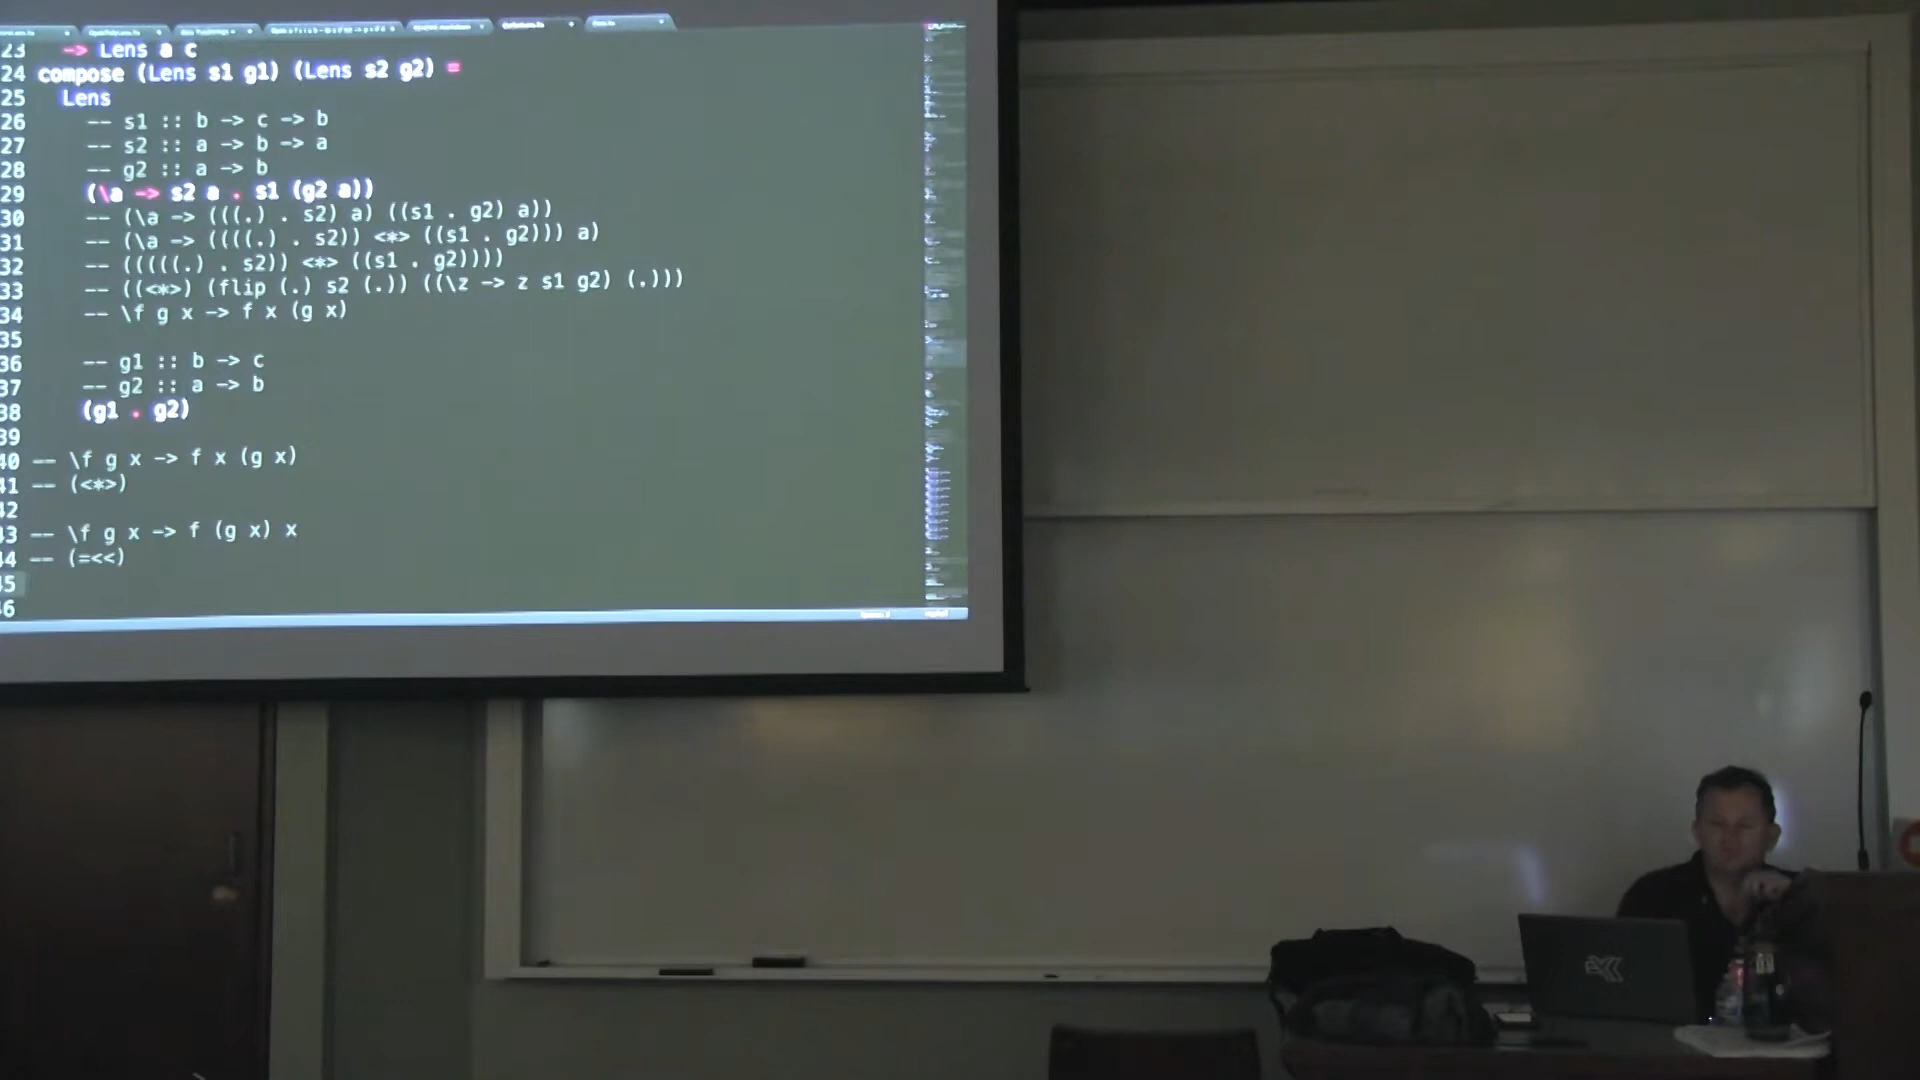 23 -> Lens a c
24 compose (Lens s1 g1) (Lens s2 g2) =
25 Lens
26 -- s1 :: b -> c -> b
27 -- s2 :: a -> b -> a
28 -- g2 :: a -> b
29 (\a -> s2 a . s1 (g2 a))
30 -- (\a -> (((.) . s2) a) ((s1 . g2) a))
31 -- (\a -> ((((.) . s2)) <*> ((s1 . g2))) a)
32 -- (((((.) . s2)) <*> ((s1 . g2))))
33 -- ((<*>) (flip (.) s2 (.)) ((\z -> z s1 g2) (.)))
34 -- \f g x -> f x (g x)
35
36 -- g1 :: b -> c
37 -- g2 :: a -> b
38 (g1 . g2)
39
40 -- \f g x -> f x (g x)
41 -- (<*>)
42
43 -- \f g x -> f (g x) x
44 -- (=<<)
45
6